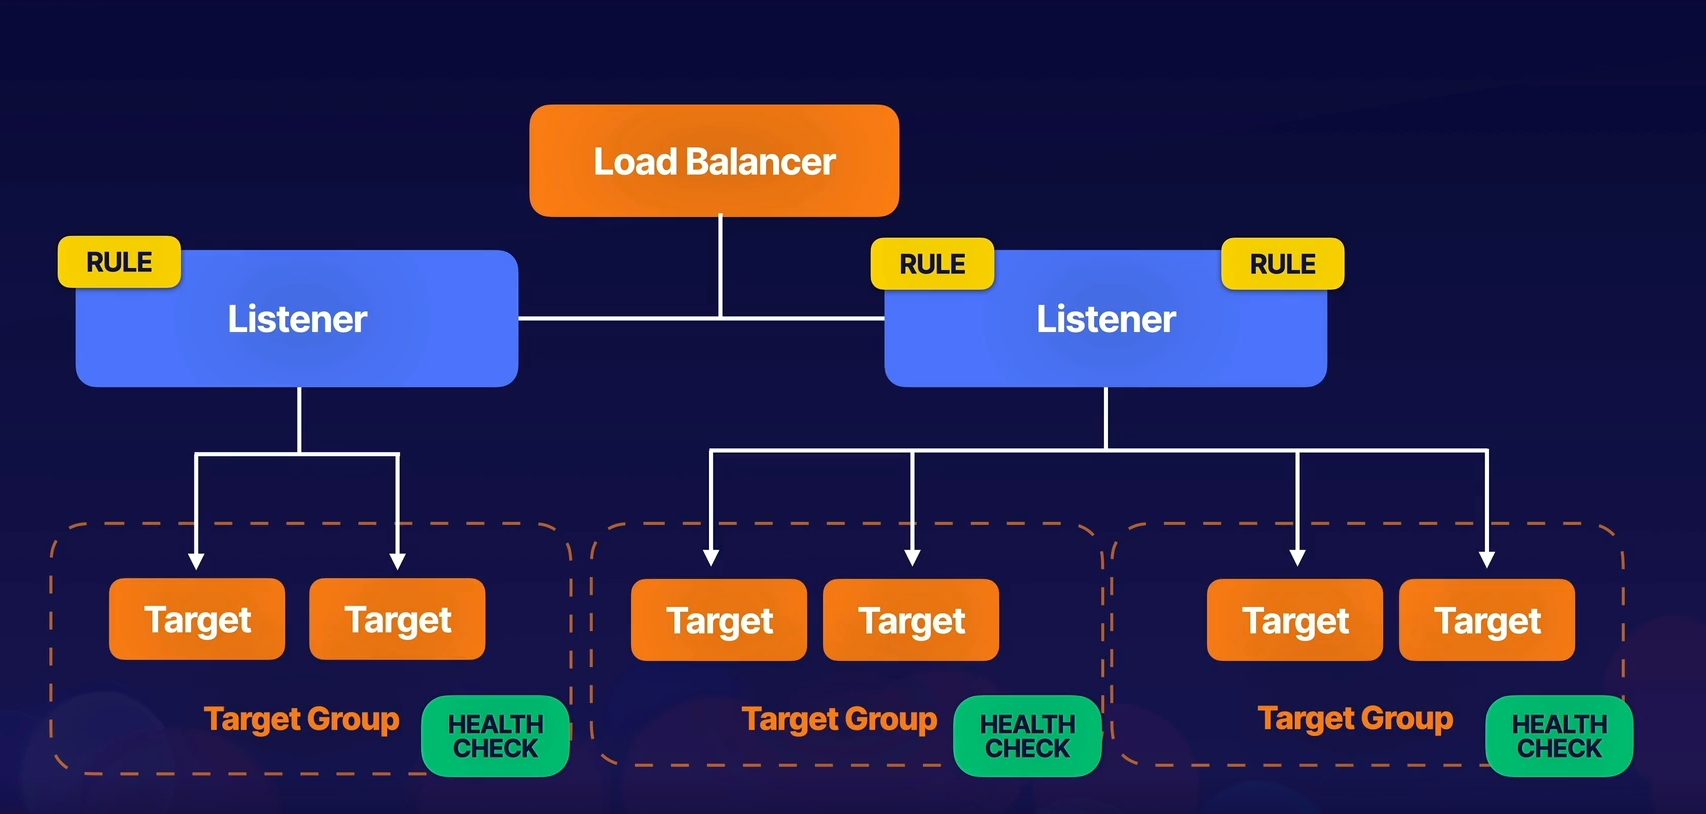 Load Balancer
RULE
Listener
RULE
RULE
Listener
Target
Target
Target Group
HEALTH
CHECK
Target
Target
Target Group
HEALTH
CHECK
Target
Target
Target Group
HEALTH
CHECK